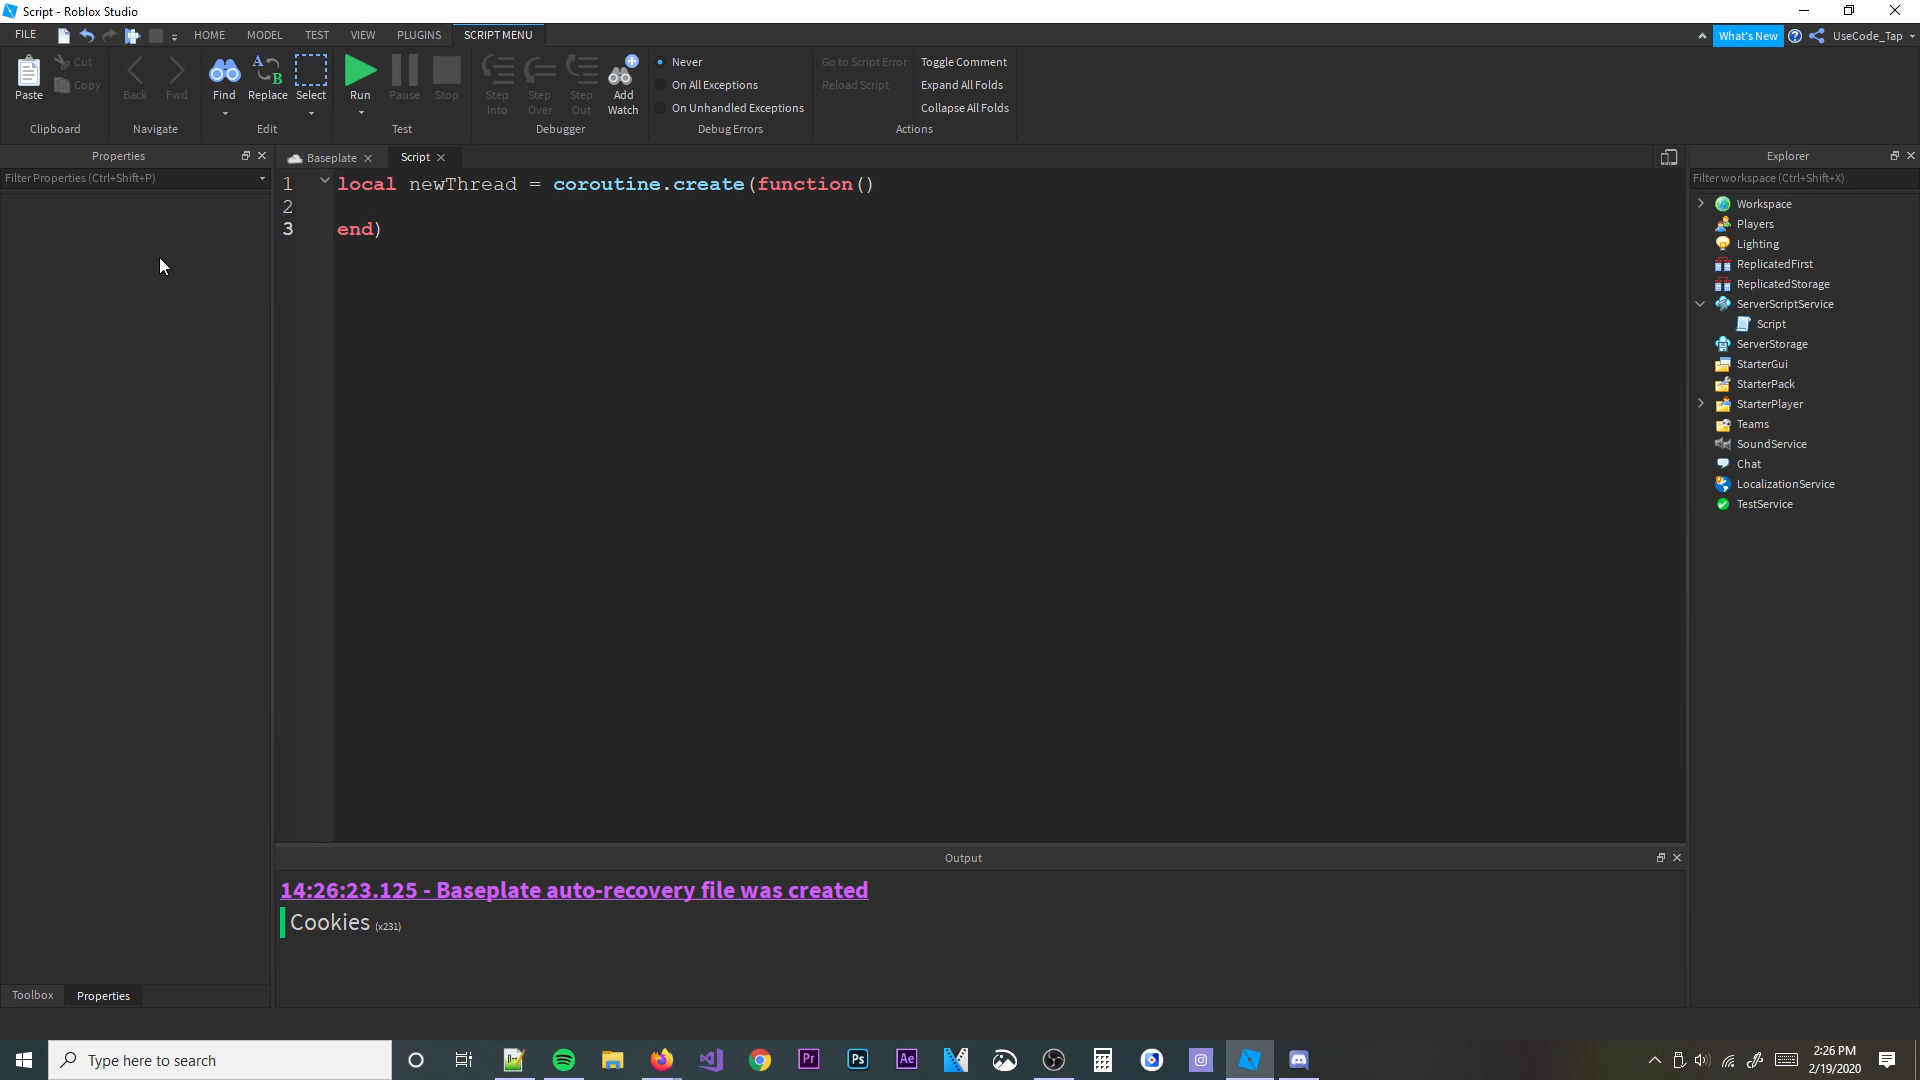 Script - Roblox Studio
FILE HOME MODEL TEST VIEW PLUGINS SCRIPT MENU What's New UseCode_Tap
Paste Cut Copy Back Fwd Find Replace Select Run Pause Stop Step Into Step Over Step Out Add Watch
Never
On All Exceptions
On Unhandled Exceptions
Go to Script Error
Reload Script
Toggle Comment
Expand All Folds
Collapse All Folds
Clipboard Navigate Edit Test Debugger Debug Errors Actions
Properties
Filter Properties (Ctrl+Shift+P)
Baseplate Script
1 local newThread = coroutine.create(function()
2
3 end)
Explorer
Filter workspace (Ctrl+Shift+X)
Workspace
Players
Lighting
ReplicatedFirst
ReplicatedStorage
ServerScriptService
Script
ServerStorage
StarterGui
StarterPack
StarterPlayer
Teams
SoundService
Chat
LocalizationService
TestService
Output
14:26:23.125 - Baseplate auto-recovery file was created
Cookies (x231)
Toolbox Properties
Type here to search
Pr Ps Ae
2:26 PM
2/19/2020